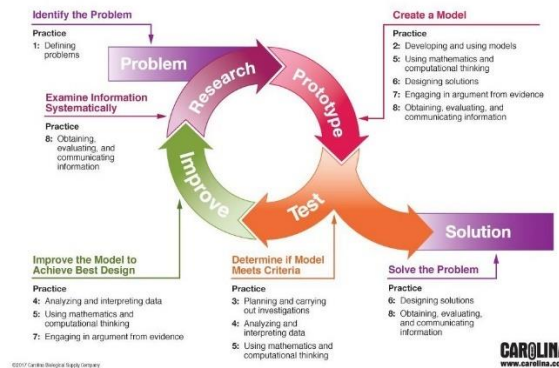 Identify the Problem
Practice
1: Defining
problems
Create a Model
Practice
2: Developing and using models
5: Using mathematics and
computational thinking
6: Designing solutions
7: Engaging in argument from evidence
8: Obtaining, evaluating, and
communicating information
Problem
Research
Prototype
Examine Information
Systematically
Practice
8: Obtaining,
evaluating, and
communicating
information
Improve
Test
Solution
Improve the Model to
Achieve Best Design
Practice
4: Analyzing and interpreting data
5: Using mathematics and
computational thinking
7: Engaging in argument from evidence
Determine if Model
Meets Criteria
Practice
3: Planning and carrying
out investigations
4: Analyzing and
interpreting data
5: Using mathematics and
computational thinking
Solve the Problem
Practice
6: Designing solutions
8: Obtaining, evaluating,
and communicating
information
©2017 Carolina Biological Supply Company
CAROLIN
www.carolina.co